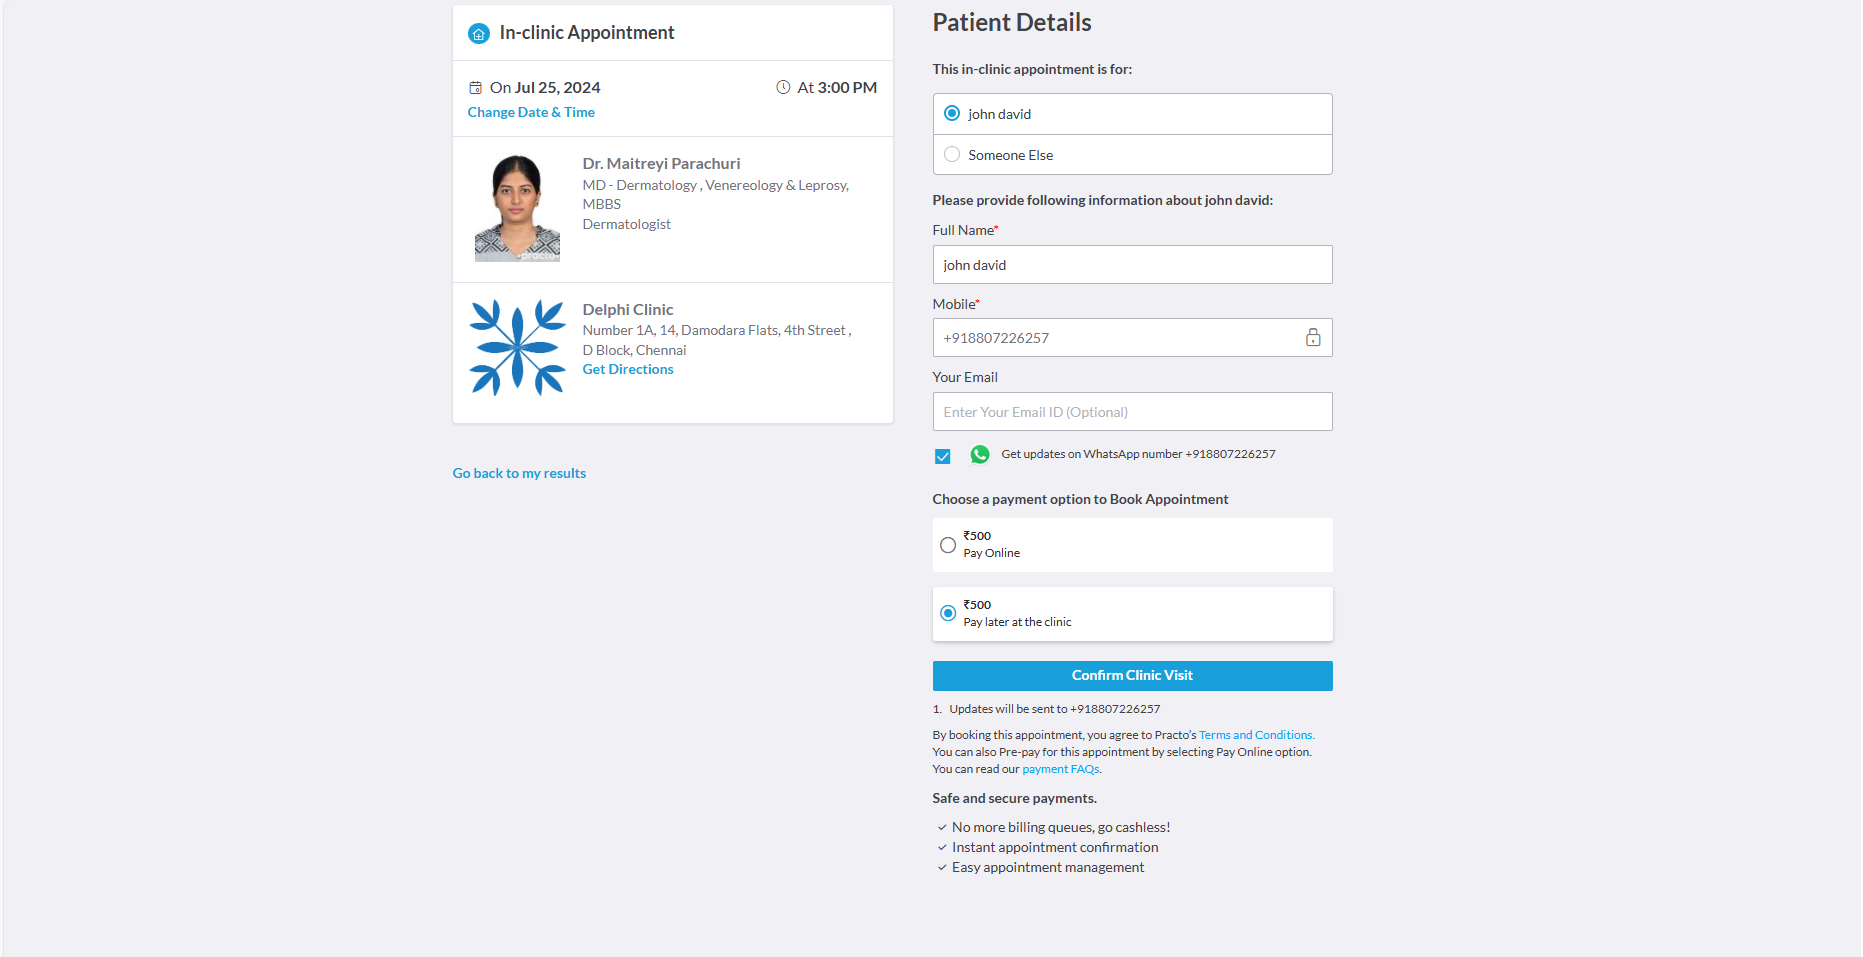 In-clinic Appointment
On Jul 25, 2024
At 3:00 PM
Change Date & Time
Dr. Maitreyi Parachuri
MD - Dermatology , Venereology & Leprosy,
MBBS
Dermatologist
practo
Delphi Clinic
Number 1A, 14, Damodara Flats, 4th Street ,
D Block, Chennai
Get Directions
Go back to my results
Patient Details
This in-clinic appointment is for:
john david
Someone Else
Please provide following information about john david:
Full Name*
john david
Mobile*
+918807226257
Your Email
Enter Your Email ID (Optional)
Get updates on WhatsApp number +918807226257
Choose a payment option to Book Appointment
₹500
Pay Online
₹500
Pay later at the clinic
Confirm Clinic Visit
1. Updates will be sent to +918807226257
By booking this appointment, you agree to Practo's Terms and Conditions.
You can also Pre-pay for this appointment by selecting Pay Online option.
You can read our payment FAQs.
Safe and secure payments.
No more billing queues, go cashless!
Instant appointment confirmation
Easy appointment management